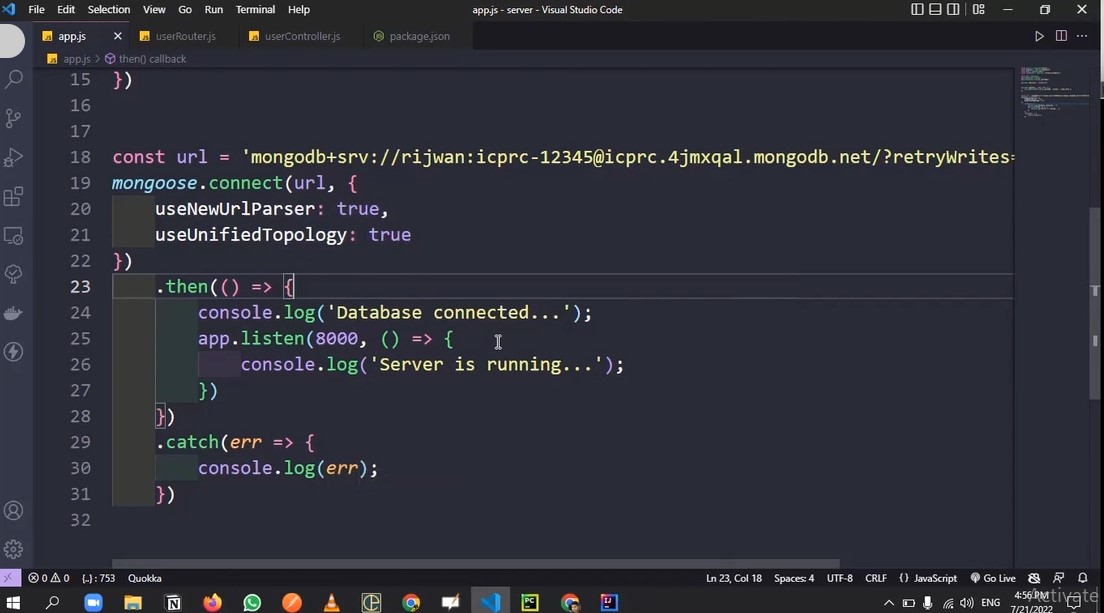 File Edit Selection View Go Run Terminal Help app.js - server - Visual Studio Code
app.js userRouter.js userController.js package.json
app.js > then() callback
15 })
16
17
18 const url = 'mongodb+srv://rijwan:icprc-12345@icprc.4jmxqal.mongodb.net/?retryWrites=
19 mongoose.connect(url, {
20 useNewUrlParser: true,
21 useUnifiedTopology: true
22 })
23 .then(() => {
24 console.log('Database connected...');
25 app.listen(8000, () => {
26 console.log('Server is running...');
27 })
28 })
29 .catch(err => {
30 console.log(err);
31 })
32
0 0 {..} : 753 Quokka Ln 23, Col 18 Spaces: 4 UTF-8 CRLF {} JavaScript Go Live
ENG 4:56 PM
7/21/2022